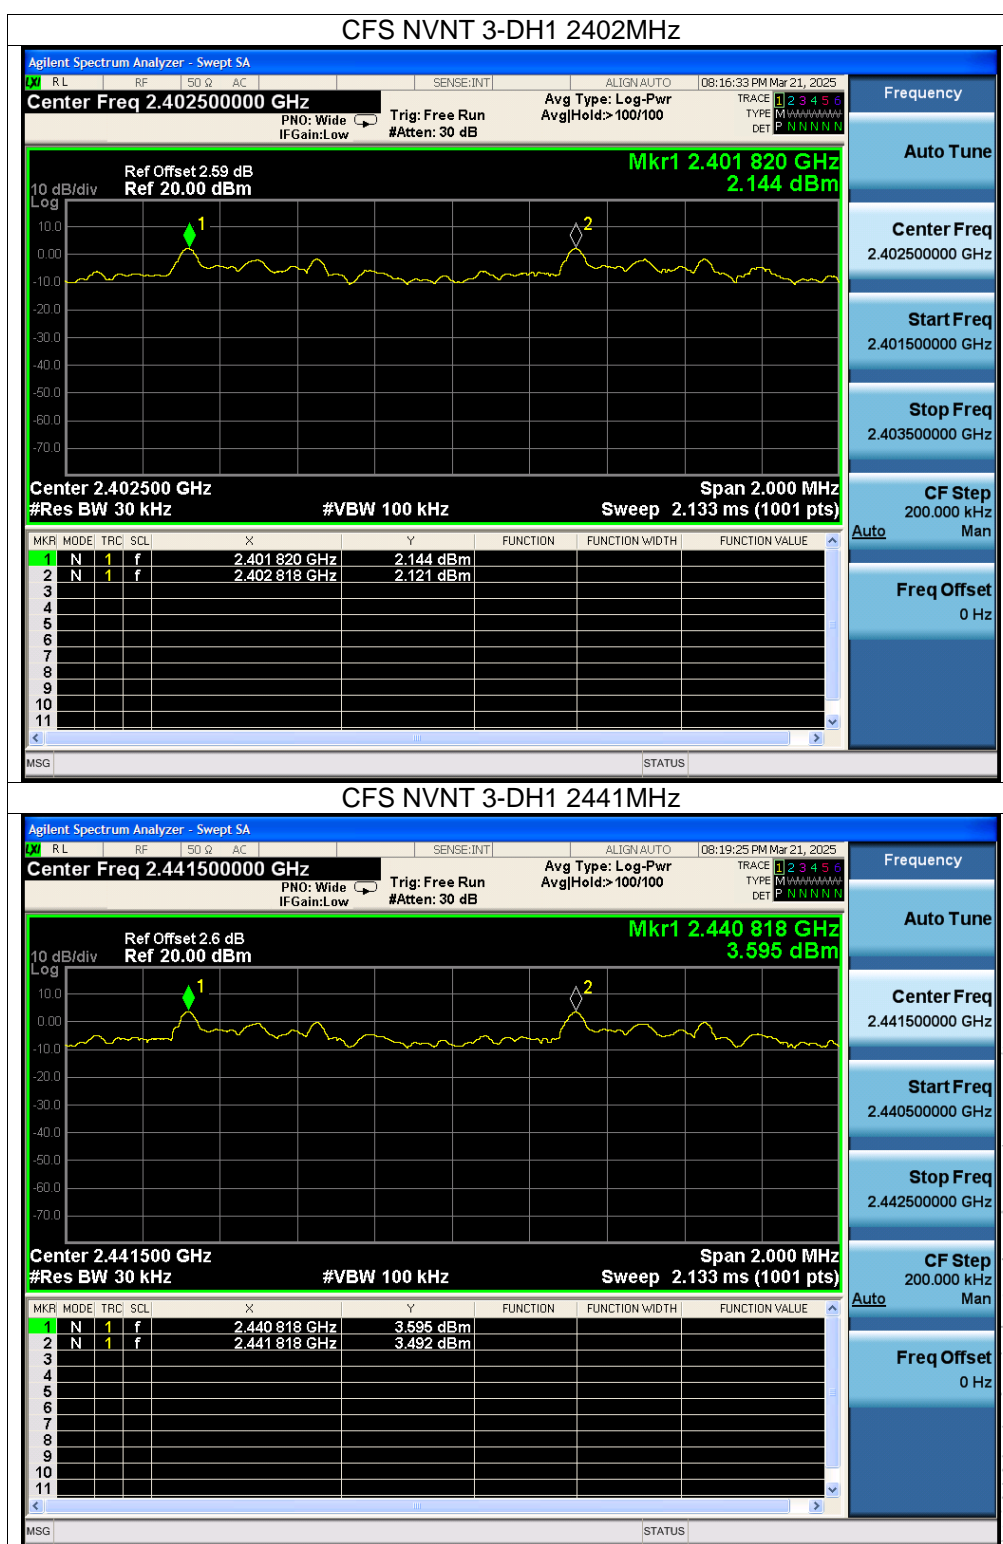 CFS NVNT 3-DH1 2402MHz
Agilent Spectrum Analyzer - Swept SA
LXI RL RF 50 Ω AC SENSE:INT ALIGN AUTO 08:16:33 PM Mar 21, 2025
Center Freq 2.402500000 GHz
PNO: Wide
IFGain:Low
Trig: Free Run
#Atten: 30 dB
Avg Type: Log-Pwr
Avg|Hold:>100/100
TRACE 1 2 3 4 5 6
TYPE M WWWWW
DET P N N N N N
Mkr1 2.401 820 GHz
2.144 dBm
Ref Offset 2.59 dB
10 dB/div Ref 20.00 dBm
Log
10.0
0.00
-10.0
-20.0
-30.0
-40.0
-50.0
-60.0
-70.0
1
2
Center 2.402500 GHz Span 2.000 MHz
#Res BW 30 kHz #VBW 100 kHz Sweep 2.133 ms (1001 pts)
MKR MODE TRC SCL X Y FUNCTION FUNCTION WIDTH FUNCTION VALUE
1 N 1 f 2.401 820 GHz 2.144 dBm
2 N 1 f 2.402 818 GHz 2.121 dBm
3
4
5
6
7
8
9
10
11
MSG STATUS
Frequency
Auto Tune
Center Freq
2.402500000 GHz
Start Freq
2.401500000 GHz
Stop Freq
2.403500000 GHz
CF Step
200.000 kHz
Auto Man
Freq Offset
0 Hz
CFS NVNT 3-DH1 2441MHz
Agilent Spectrum Analyzer - Swept SA
LXI RL RF 50 Ω AC SENSE:INT ALIGN AUTO 08:19:25 PM Mar 21, 2025
Center Freq 2.441500000 GHz
PNO: Wide
IFGain:Low
Trig: Free Run
#Atten: 30 dB
Avg Type: Log-Pwr
Avg|Hold:>100/100
TRACE 1 2 3 4 5 6
TYPE M WWWWW
DET P N N N N N
Mkr1 2.440 818 GHz
3.595 dBm
Ref Offset 2.6 dB
10 dB/div Ref 20.00 dBm
Log
10.0
0.00
-10.0
-20.0
-30.0
-40.0
-50.0
-60.0
-70.0
1
2
Center 2.441500 GHz Span 2.000 MHz
#Res BW 30 kHz #VBW 100 kHz Sweep 2.133 ms (1001 pts)
MKR MODE TRC SCL X Y FUNCTION FUNCTION WIDTH FUNCTION VALUE
1 N 1 f 2.440 818 GHz 3.595 dBm
2 N 1 f 2.441 818 GHz 3.492 dBm
3
4
5
6
7
8
9
10
11
MSG STATUS
Frequency
Auto Tune
Center Freq
2.441500000 GHz
Start Freq
2.440500000 GHz
Stop Freq
2.442500000 GHz
CF Step
200.000 kHz
Auto Man
Freq Offset
0 Hz